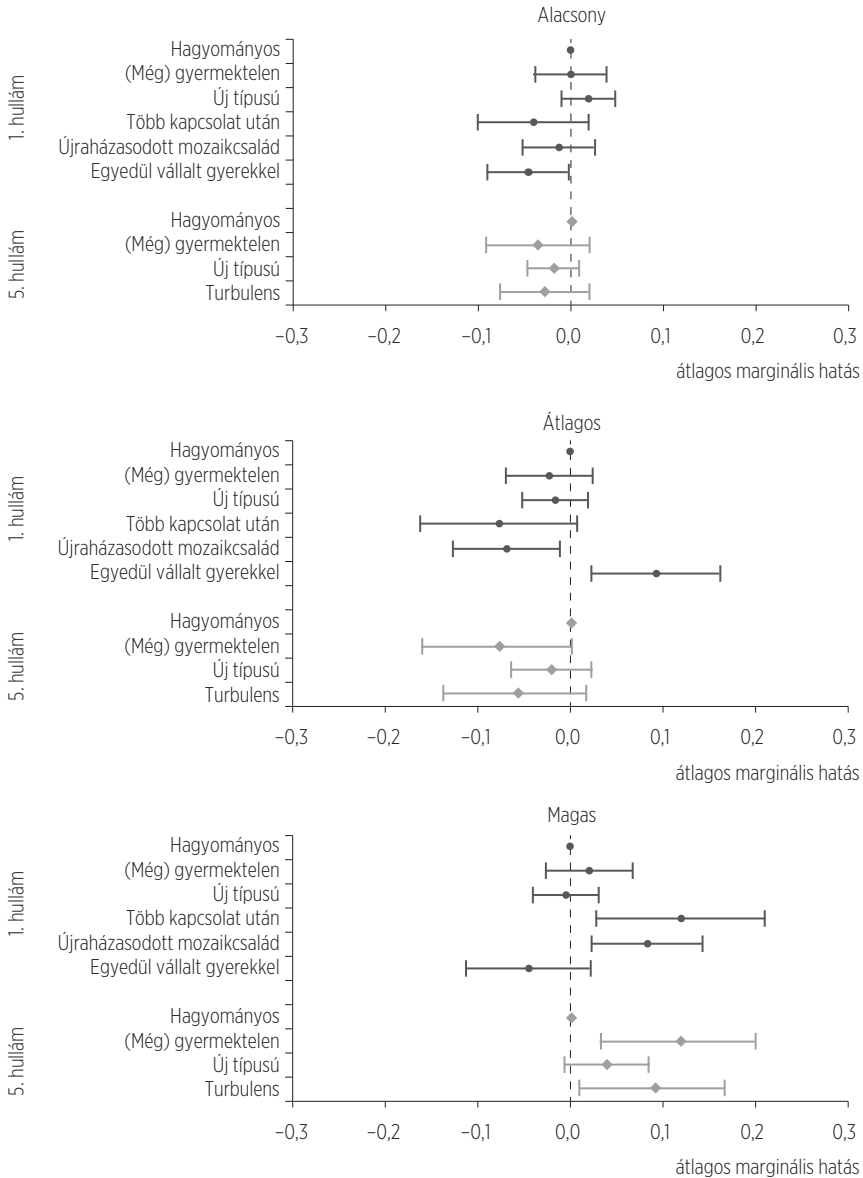 Alacsony
1. hullám
Hagyományos
(Még) gyermektelen
Új típusú
Több kapcsolat után
Újraházasodott mozaikcsalád
Egyedül vállalt gyerekkel
5. hullám
Hagyományos
(Még) gyermektelen
Új típusú
Turbulens
–0,3 –0,2 –0,1 0,0 0,1 0,2 0,3
átlagos marginális hatás
Átlagos
1. hullám
Hagyományos
(Még) gyermektelen
Új típusú
Több kapcsolat után
Újraházasodott mozaikcsalád
Egyedül vállalt gyerekkel
5. hullám
Hagyományos
(Még) gyermektelen
Új típusú
Turbulens
–0,3 –0,2 –0,1 0,0 0,1 0,2 0,3
átlagos marginális hatás
Magas
1. hullám
Hagyományos
(Még) gyermektelen
Új típusú
Több kapcsolat után
Újraházasodott mozaikcsalád
Egyedül vállalt gyerekkel
5. hullám
Hagyományos
(Még) gyermektelen
Új típusú
Turbulens
–0,3 –0,2 –0,1 0,0 0,1 0,2 0,3
átlagos marginális hatás